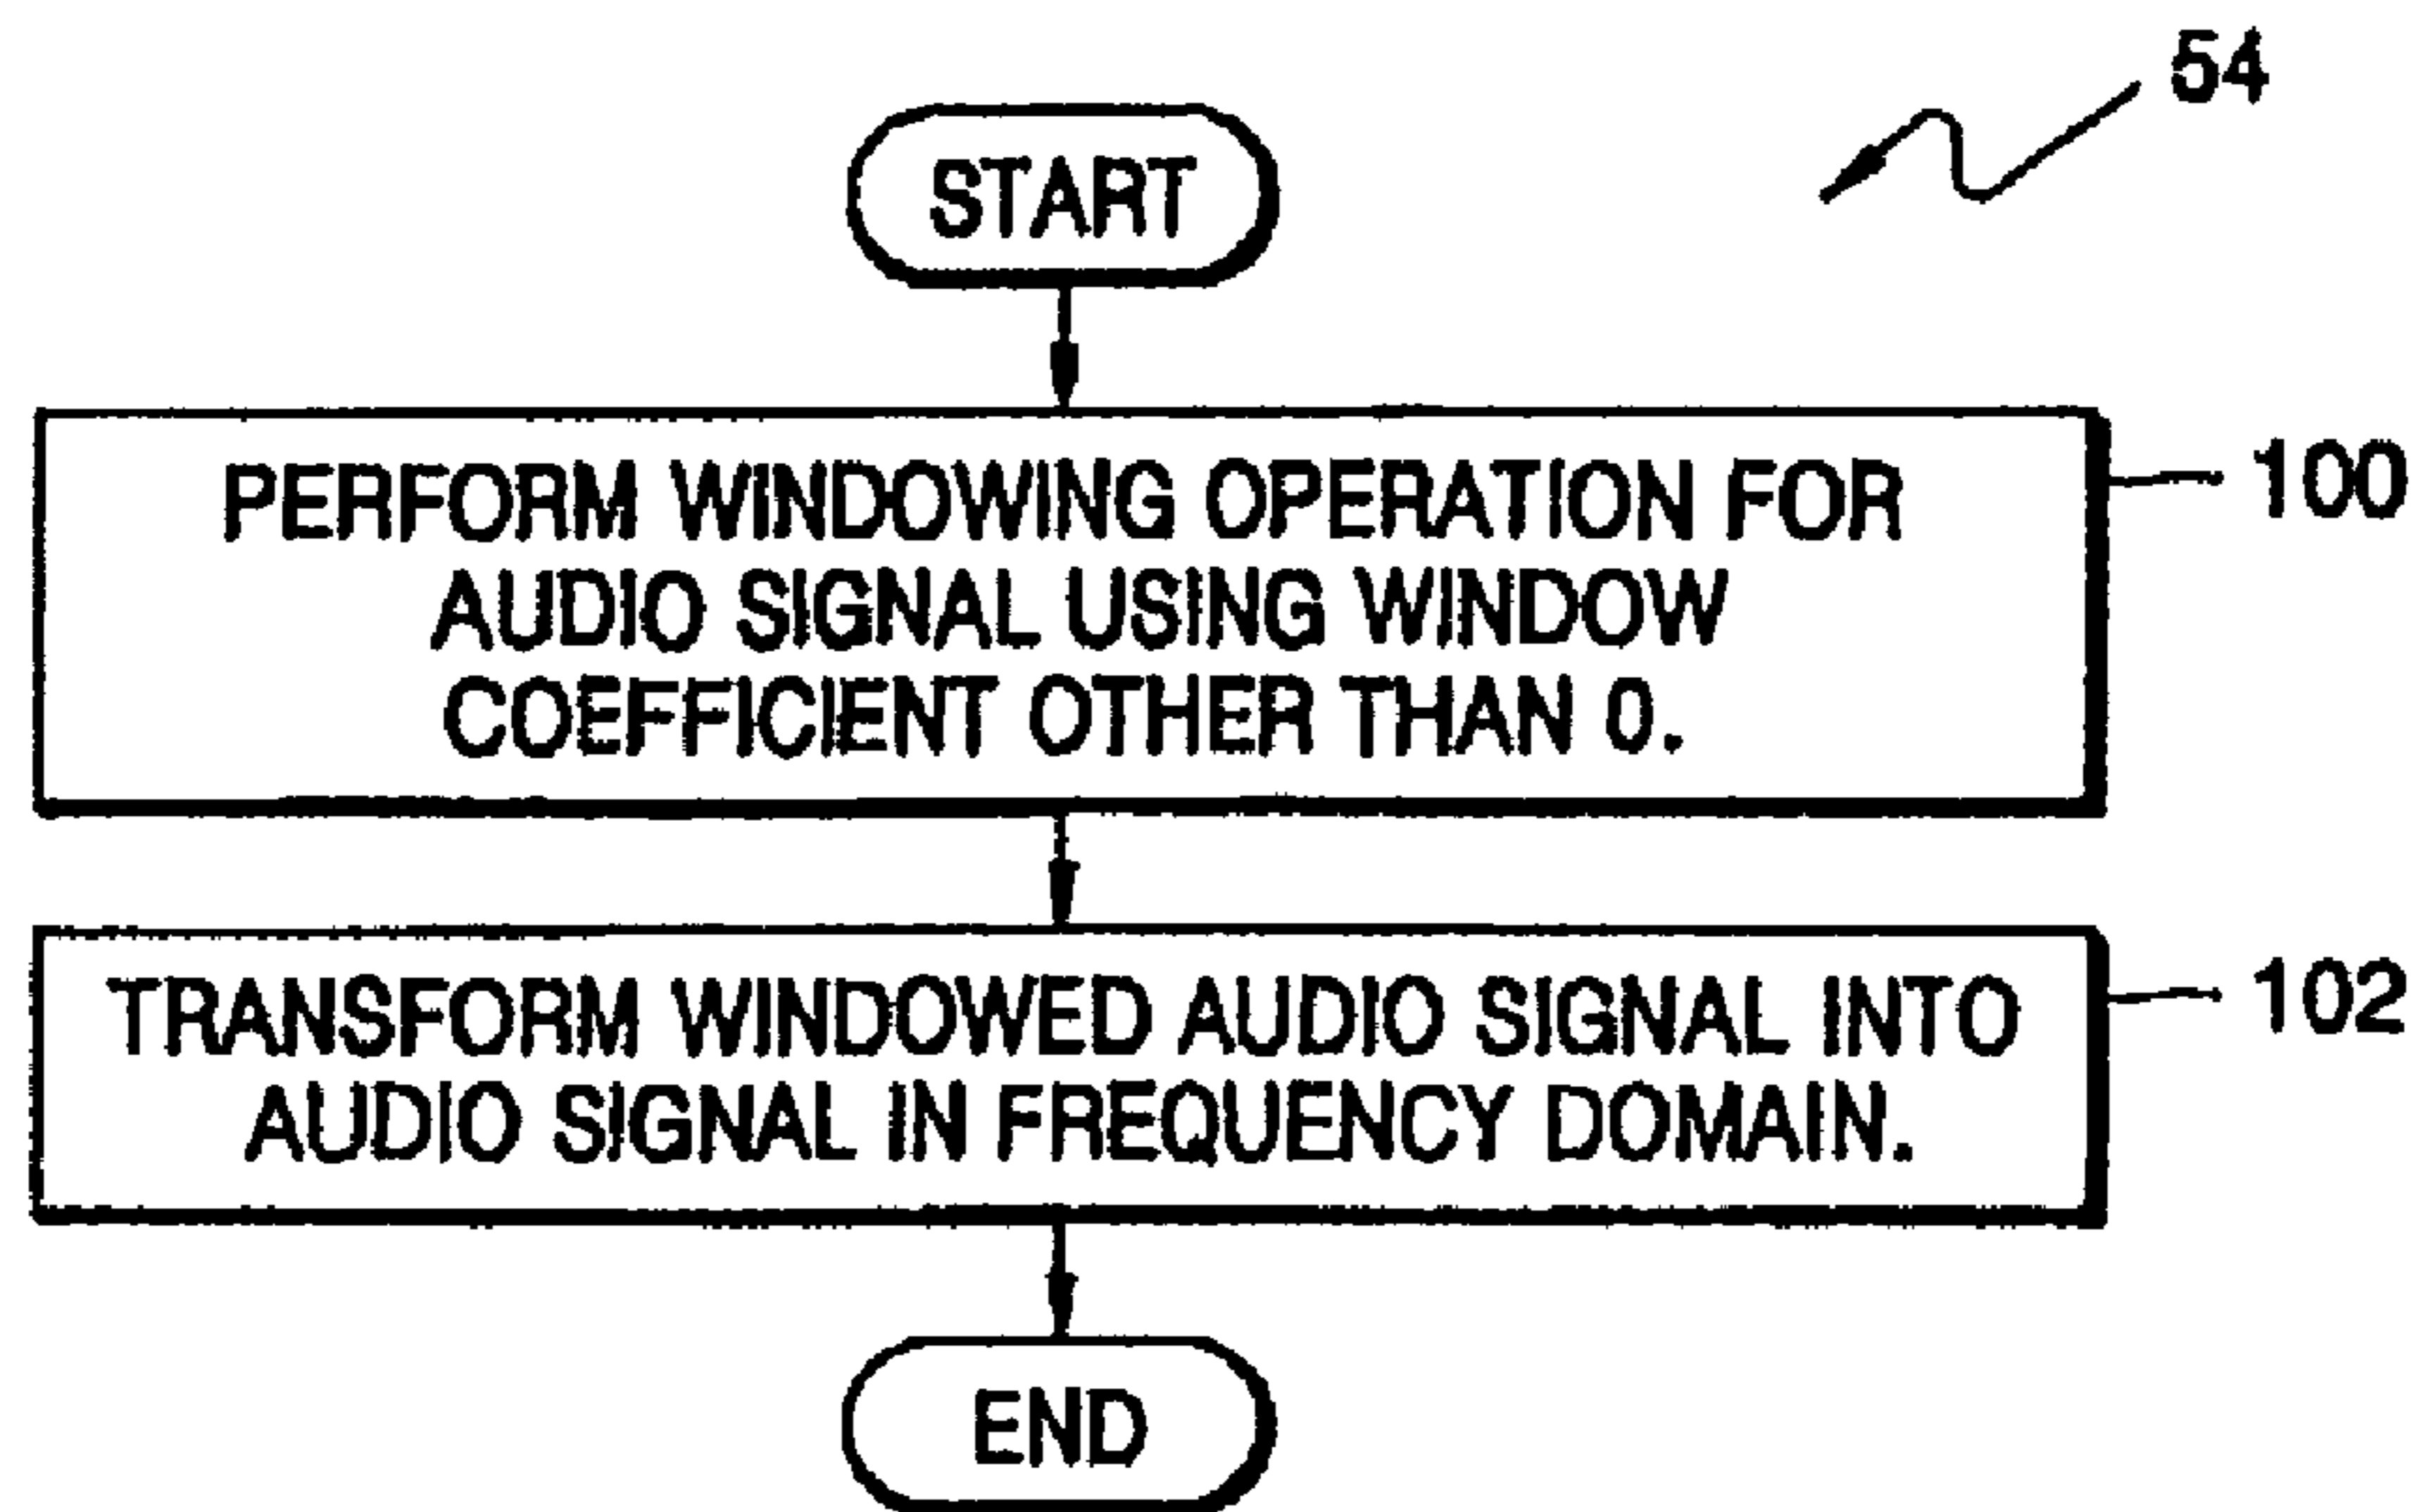 54
START
PERFORM WINDOWING OPERATION FOR
AUDIO SIGNAL USING WINDOW
COEFFICIENT OTHER THAN 0.
100
TRANSFORM WINDOWED AUDIO SIGNAL INTO
AUDIO SIGNAL IN FREQUENCY DOMAIN.
102
END